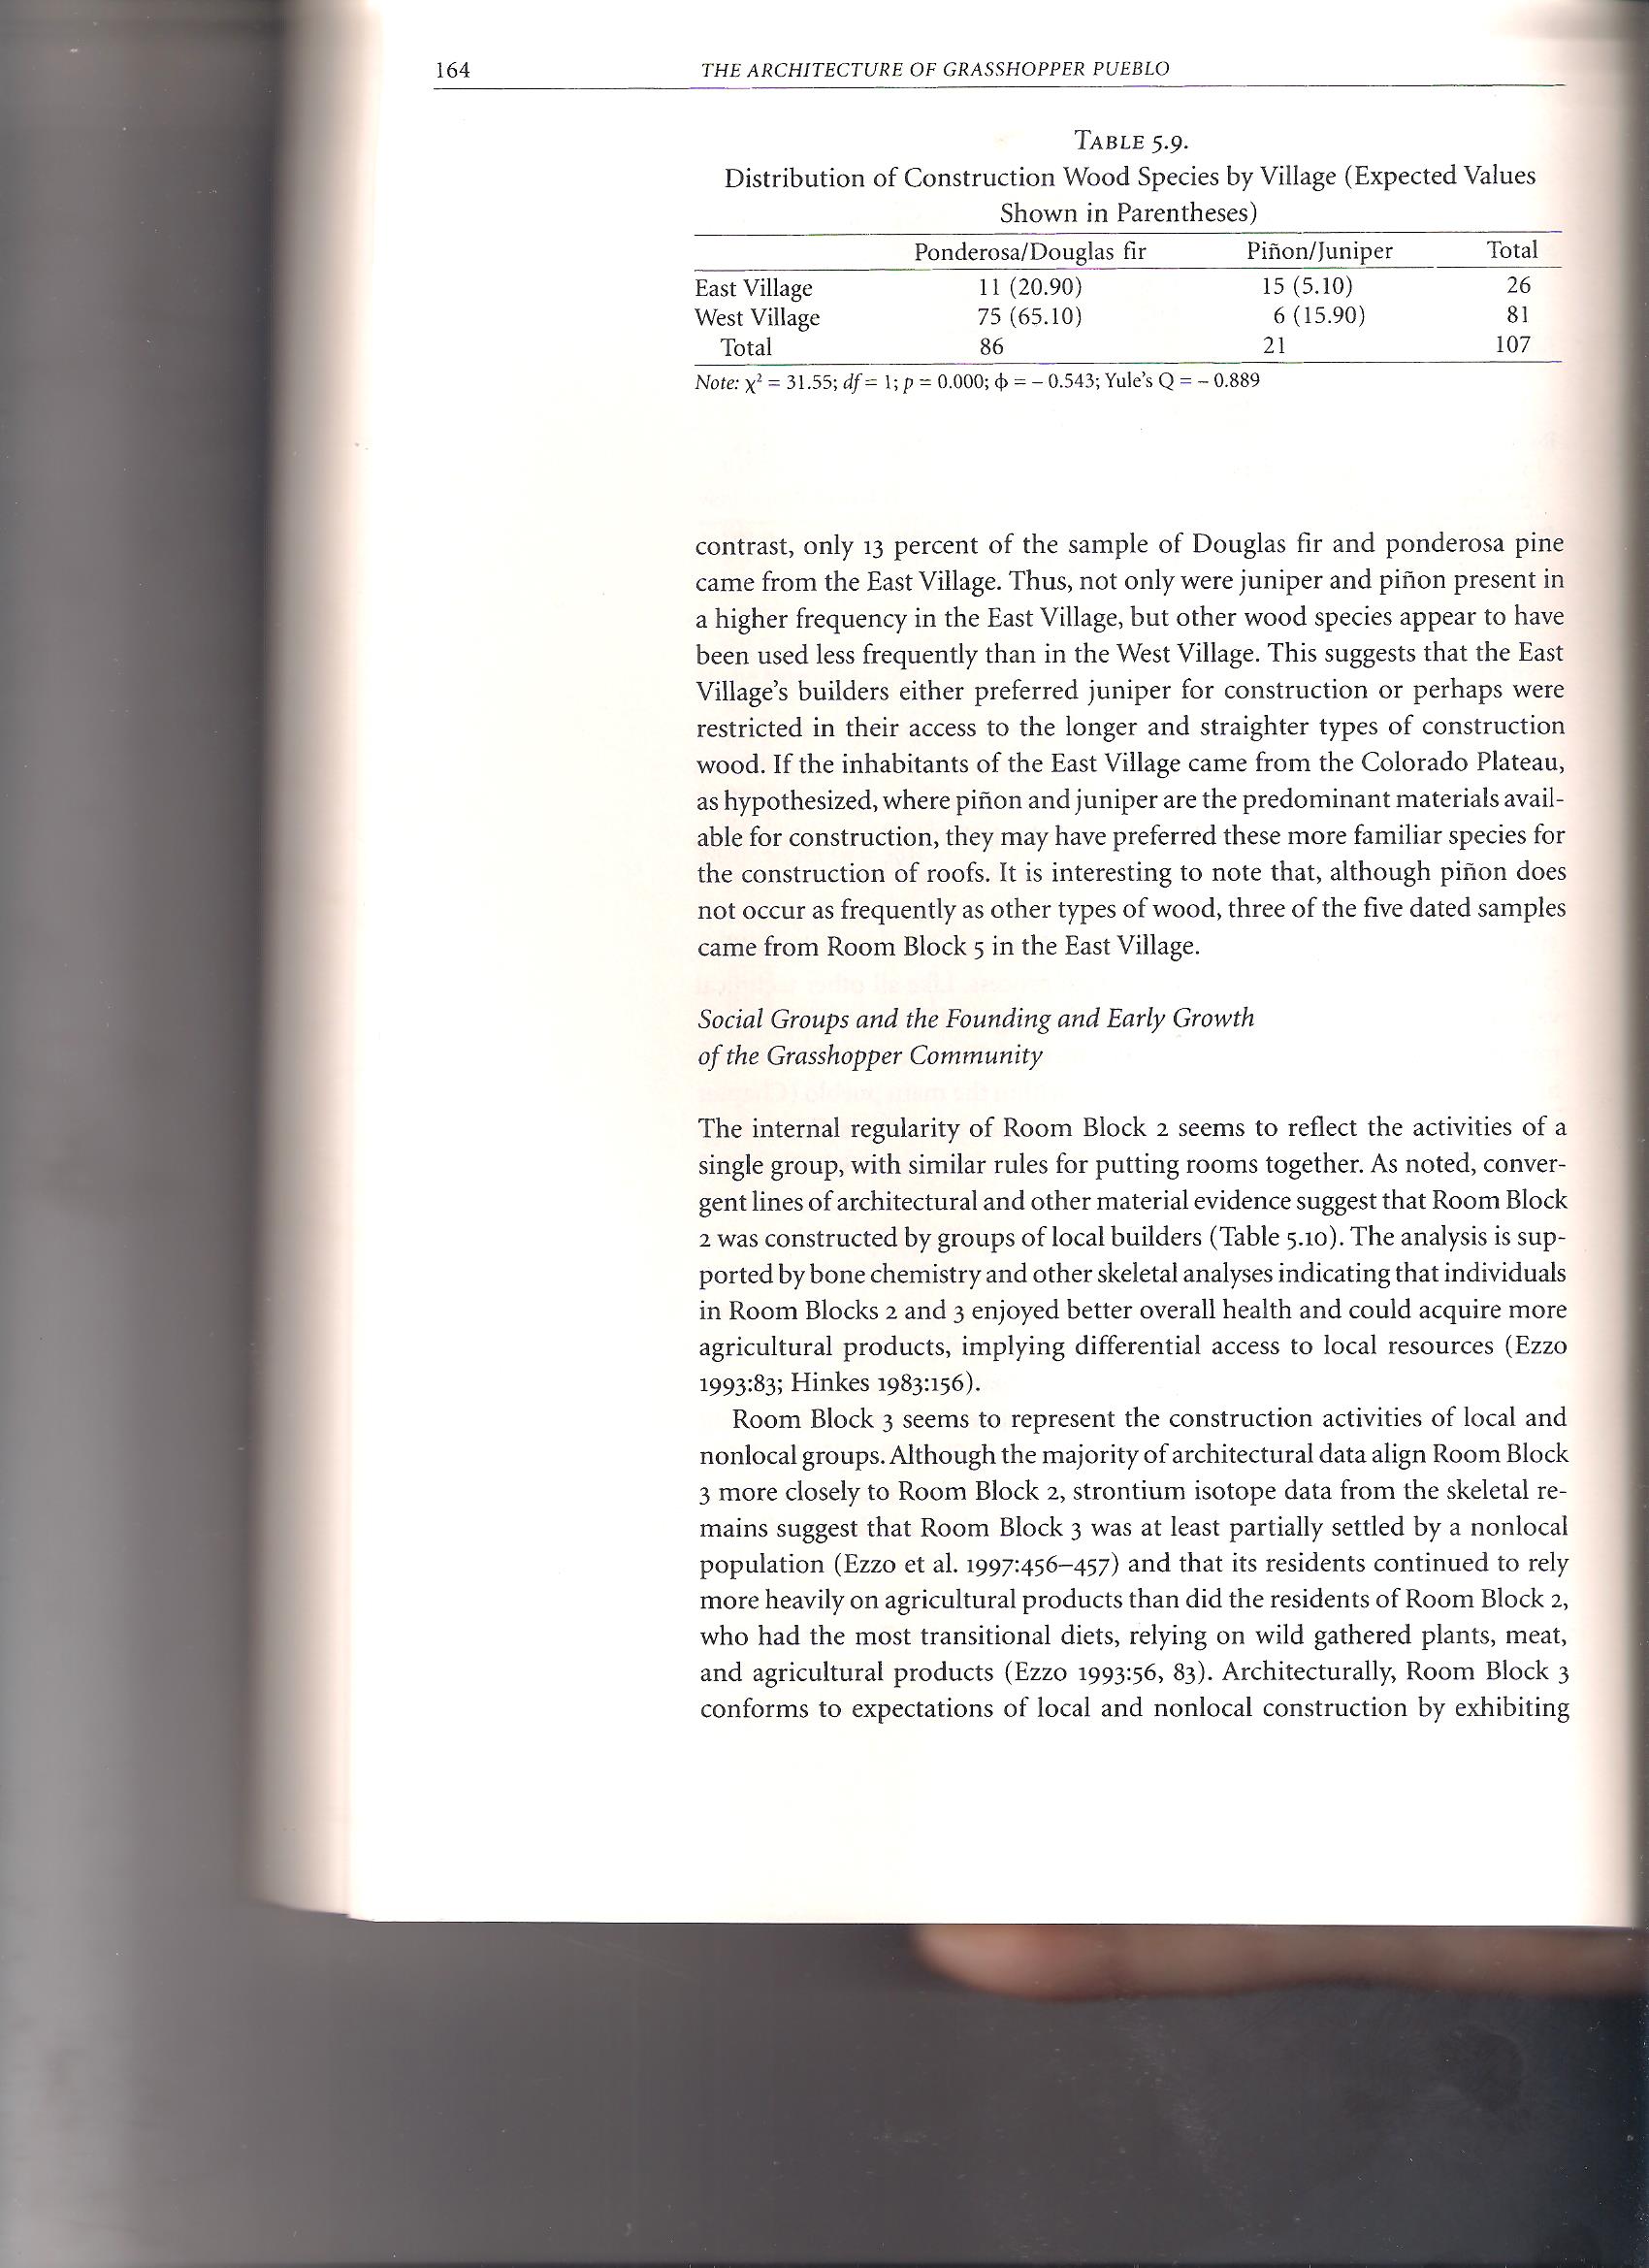 164 THE ARCHITECTURE OF GRASSHOPPER PUEBLO
TABLE 5.9.
Distribution of Construction Wood Species by Village (Expected Values
Shown in Parentheses)
Ponderosa/Douglas fir Piñon/Juniper Total
East Village 11 (20.90) 15 (5.10) 26
West Village 75 (65.10) 6 (15.90) 81
Total 86 21 107
Note: χ² = 31.55; df = 1; p = 0.000; ϕ = – 0.543; Yule's Q = – 0.889
contrast, only 13 percent of the sample of Douglas fir and ponderosa pine
came from the East Village. Thus, not only were juniper and piñon present in
a higher frequency in the East Village, but other wood species appear to have
been used less frequently than in the West Village. This suggests that the East
Village's builders either preferred juniper for construction or perhaps were
restricted in their access to the longer and straighter types of construction
wood. If the inhabitants of the East Village came from the Colorado Plateau,
as hypothesized, where piñon and juniper are the predominant materials avail-
able for construction, they may have preferred these more familiar species for
the construction of roofs. It is interesting to note that, although piñon does
not occur as frequently as other types of wood, three of the five dated samples
came from Room Block 5 in the East Village.
Social Groups and the Founding and Early Growth
of the Grasshopper Community
The internal regularity of Room Block 2 seems to reflect the activities of a
single group, with similar rules for putting rooms together. As noted, conver-
gent lines of architectural and other material evidence suggest that Room Block
2 was constructed by groups of local builders (Table 5.10). The analysis is sup-
ported by bone chemistry and other skeletal analyses indicating that individuals
in Room Blocks 2 and 3 enjoyed better overall health and could acquire more
agricultural products, implying differential access to local resources (Ezzo
1993:83; Hinkes 1983:156).
Room Block 3 seems to represent the construction activities of local and
nonlocal groups. Although the majority of architectural data align Room Block
3 more closely to Room Block 2, strontium isotope data from the skeletal re-
mains suggest that Room Block 3 was at least partially settled by a nonlocal
population (Ezzo et al. 1997:456–457) and that its residents continued to rely
more heavily on agricultural products than did the residents of Room Block 2,
who had the most transitional diets, relying on wild gathered plants, meat,
and agricultural products (Ezzo 1993:56, 83). Architecturally, Room Block 3
conforms to expectations of local and nonlocal construction by exhibiting